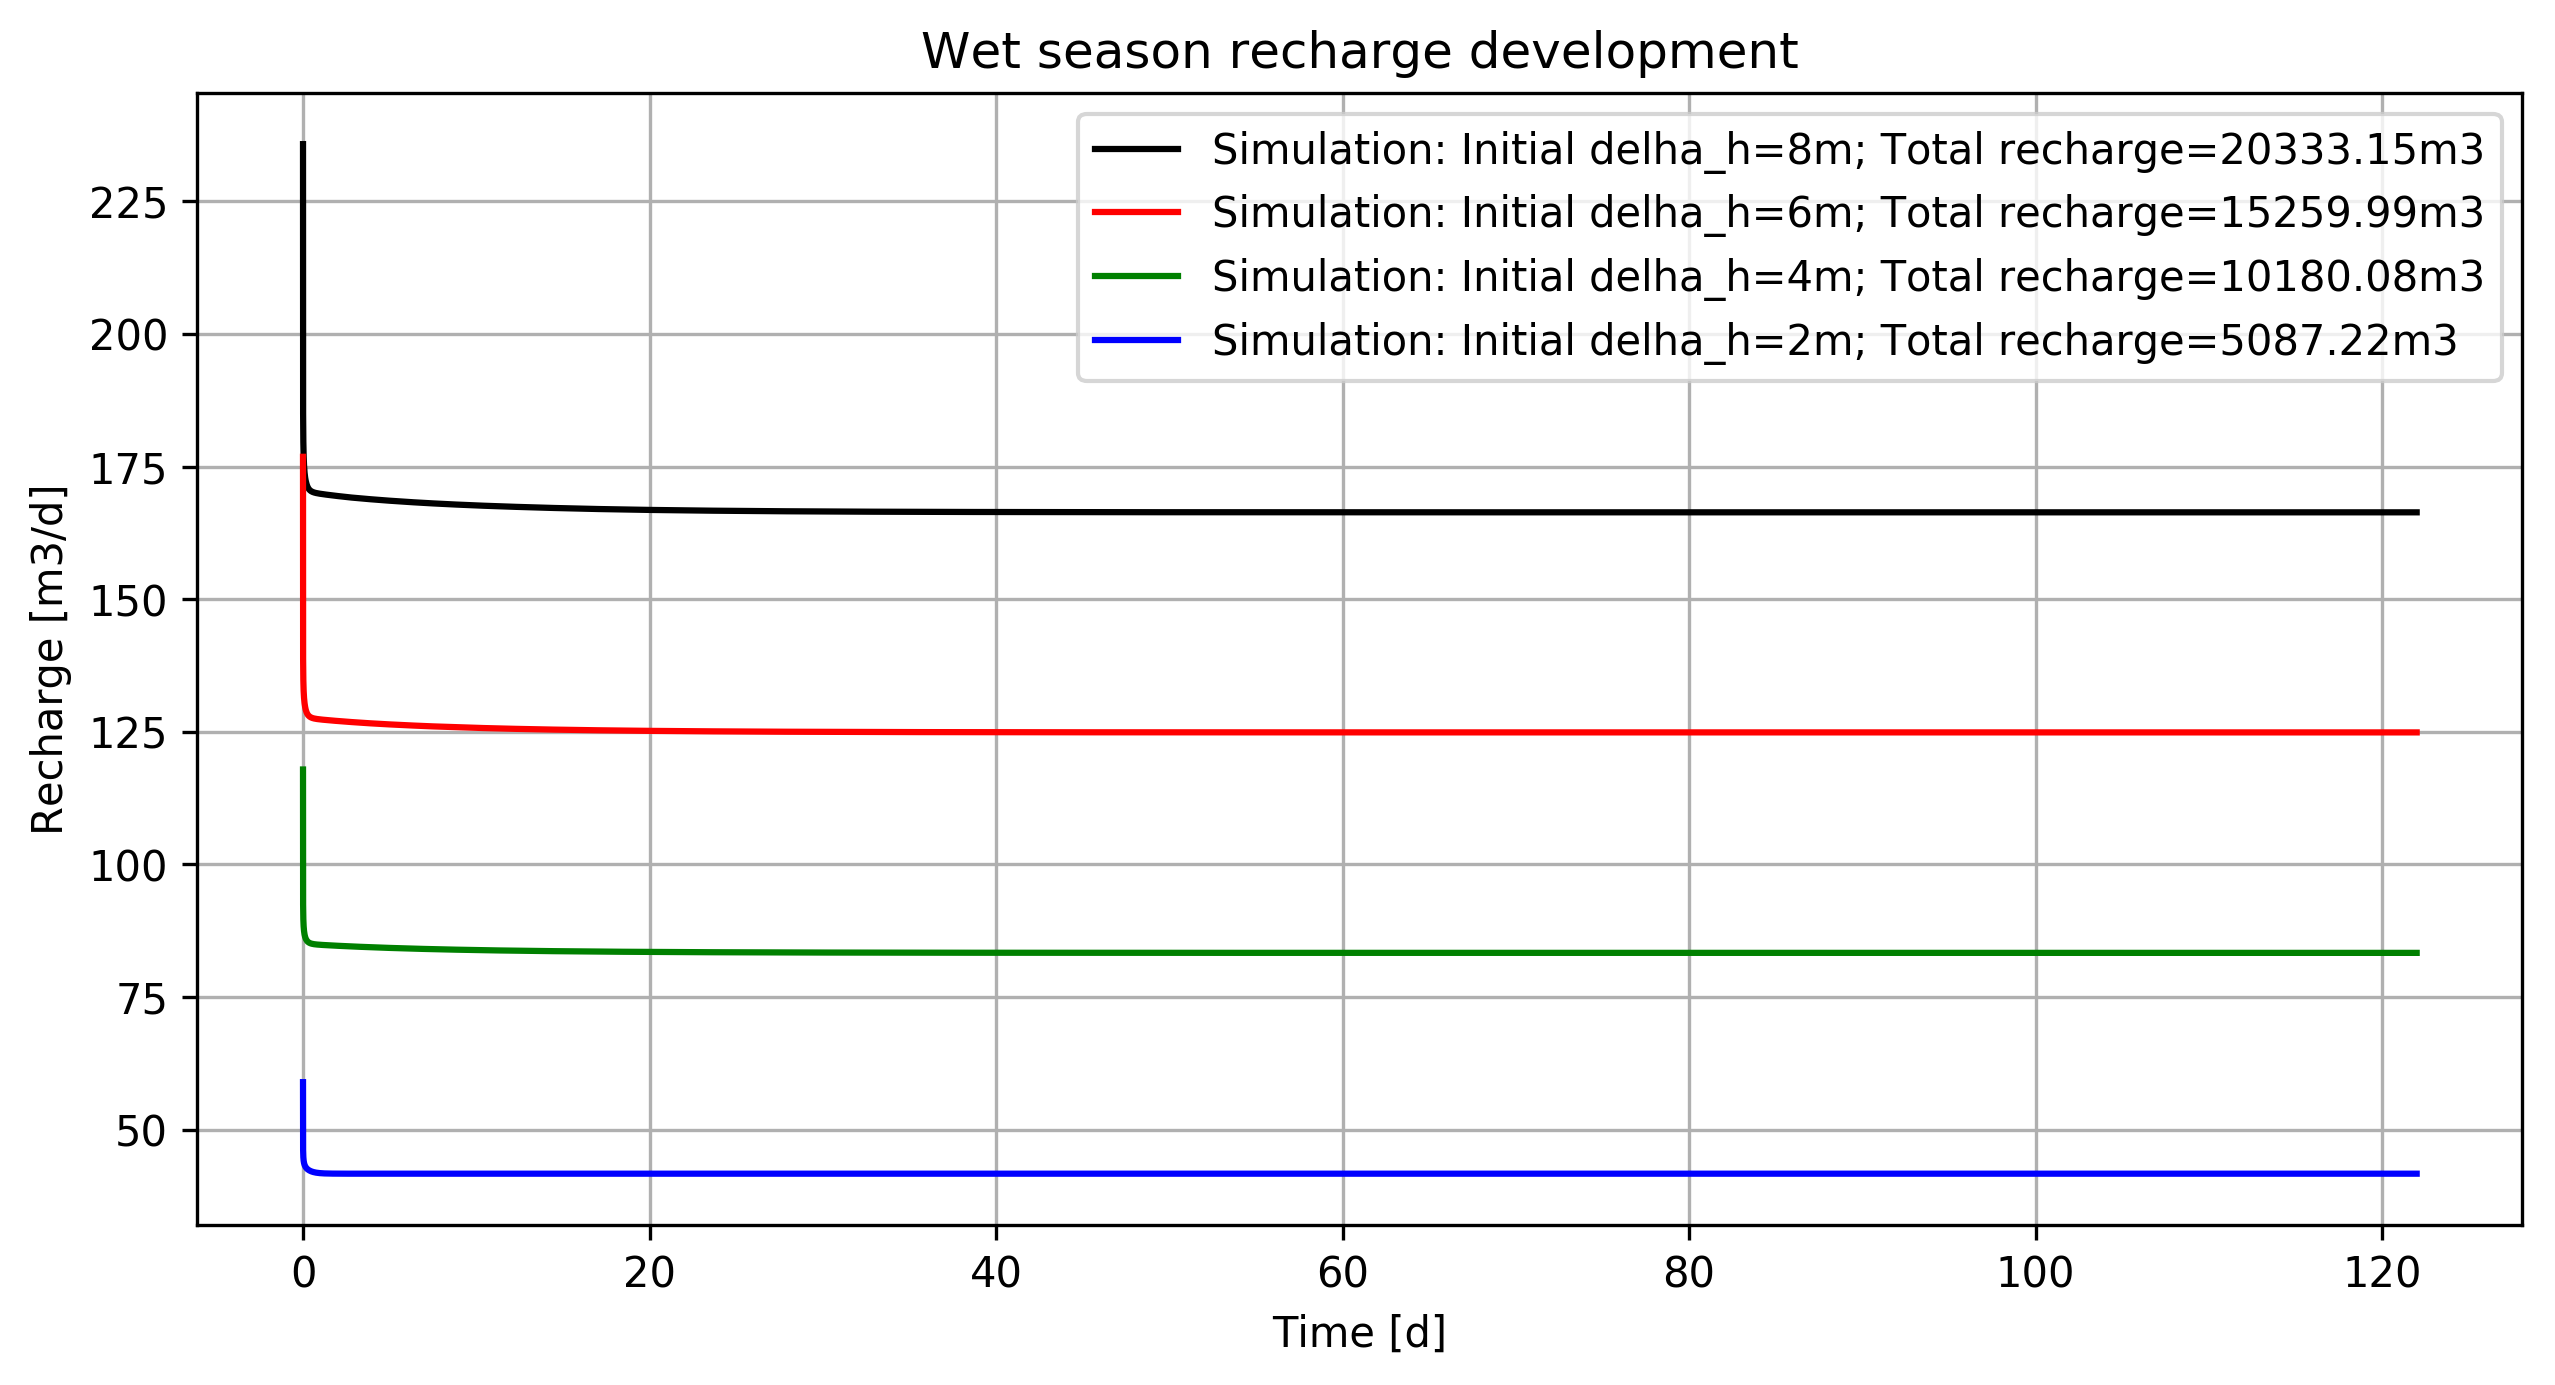 Wet season recharge development
Simulation: Initial delha_h=8m; Total recharge=20333.15m3
Simulation: Initial delha_h=6m; Total recharge=15259.99m3
Simulation: Initial delha_h=4m; Total recharge=10180.08m3
Simulation: Initial delha_h=2m; Total recharge=5087.22m3
Recharge [m3/d]
225
200
175
150
125
100
75
50
0 20 40 60 80 100 120
Time [d]